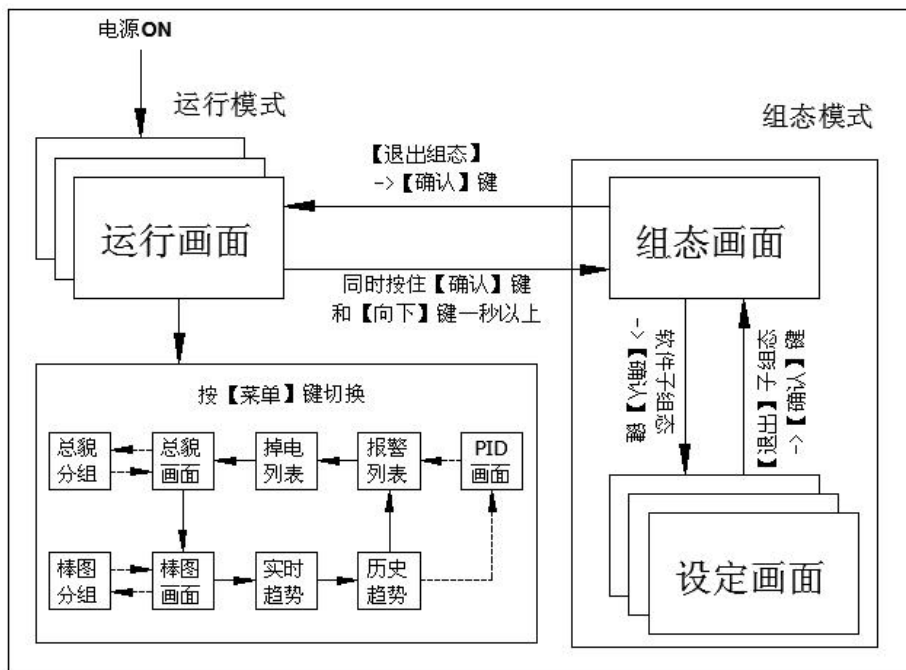 电源ON
运行模式
组态模式
【退出组态】
->【确认】键
运行画面
组态画面
同时按住【确认】键
和【向下】键一秒以上
软件子组态
->【确认】键
【退出】子组态
->【确认】键
按【菜单】键切换
总貌
分组
总貌
画面
掉电
列表
报警
列表
PID
画面
棒图
分组
棒图
画面
实时
趋势
历史
趋势
设定画面